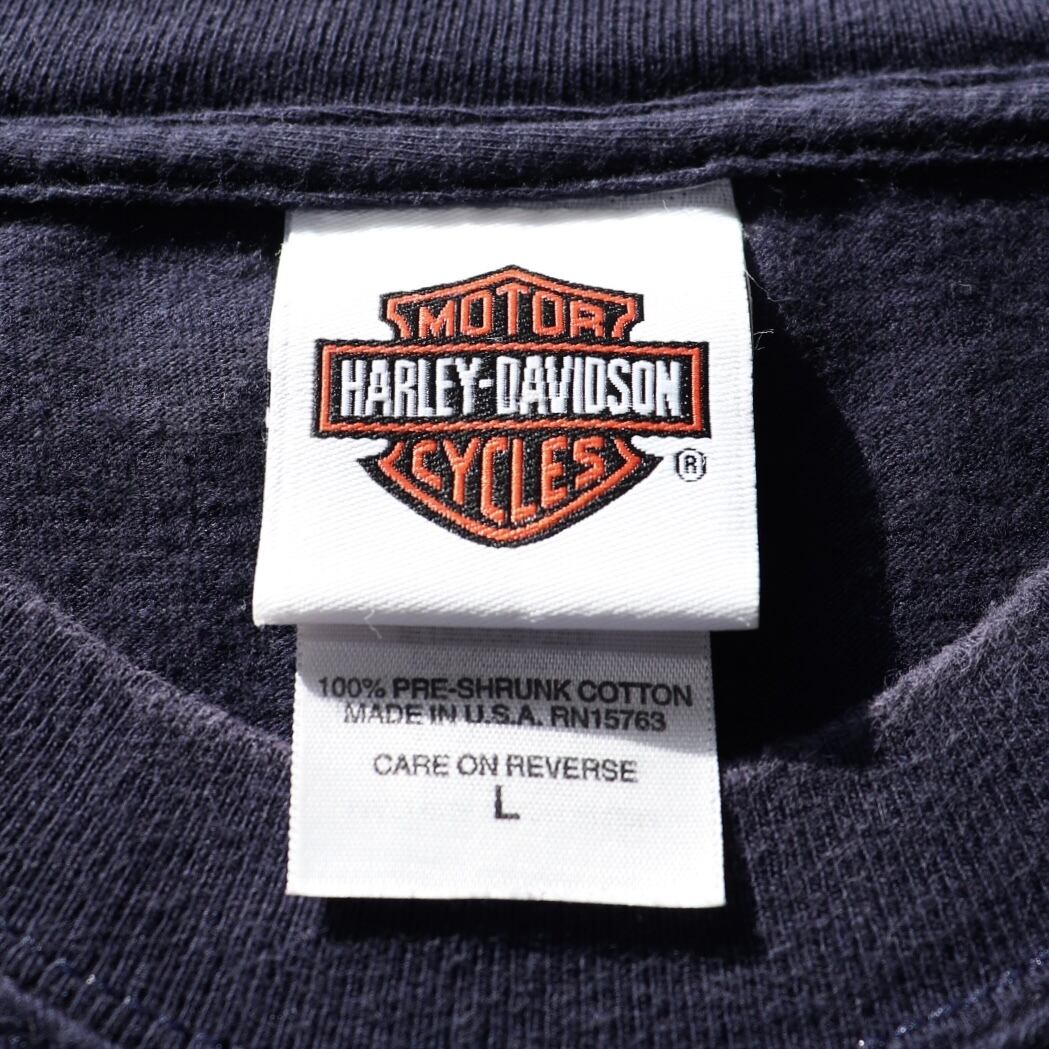 MOTOR
HARLEY-DAVIDSON
CYCLES
®
100% PRE-SHRUNK COTTON
MADE IN U.S.A. RN15763
CARE ON REVERSE
L